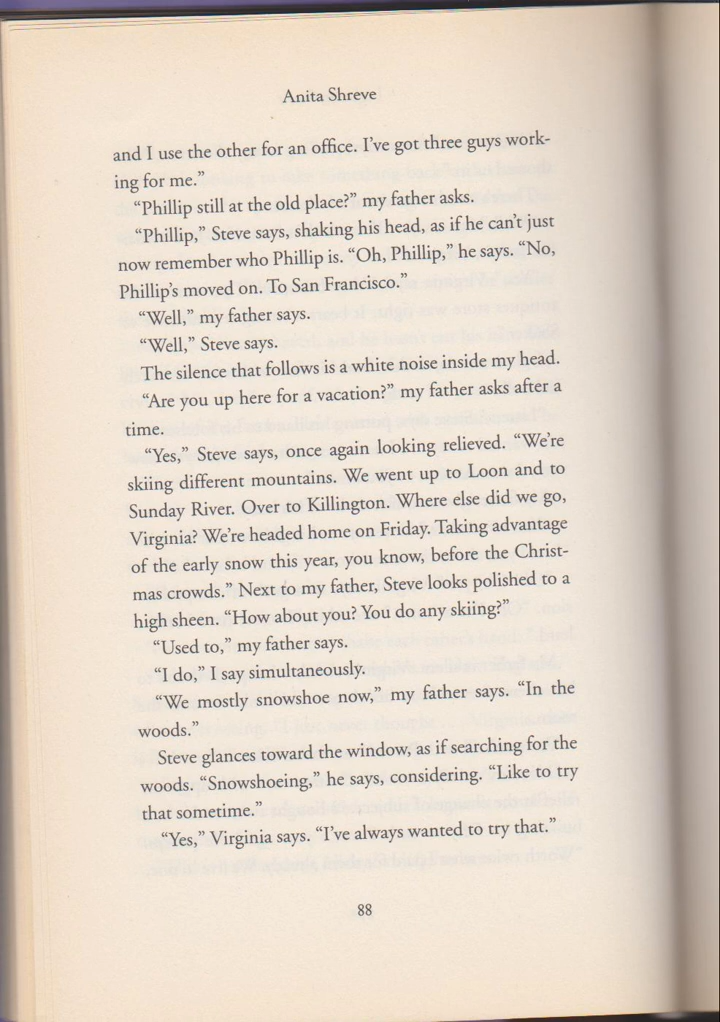 Anita Shreve
and I use the other for an office. I've got three guys work-
ing for me."
"Phillip still at the old place?" my father asks.
"Phillip," Steve says, shaking his head, as if he can't just
now remember who Phillip is. "Oh, Phillip," he says. "No,
Phillip's moved on. To San Francisco."
"Well," my father says.
"Well," Steve says.
The silence that follows is a white noise inside my head.
"Are you up here for a vacation?" my father asks after a
time.
"Yes," Steve says, once again looking relieved. "We're
skiing different mountains. We went up to Loon and to
Sunday River. Over to Killington. Where else did we go,
Virginia? We're headed home on Friday. Taking advantage
of the early snow this year, you know, before the Christ-
mas crowds." Next to my father, Steve looks polished to a
high sheen. "How about you? You do any skiing?"
"Used to," my father says.
"I do," I say simultaneously.
"We mostly snowshoe now," my father says. "In the
woods."
Steve glances toward the window, as if searching for the
woods. "Snowshoeing," he says, considering. "Like to try
that sometime."
"Yes," Virginia says. "I've always wanted to try that."
88